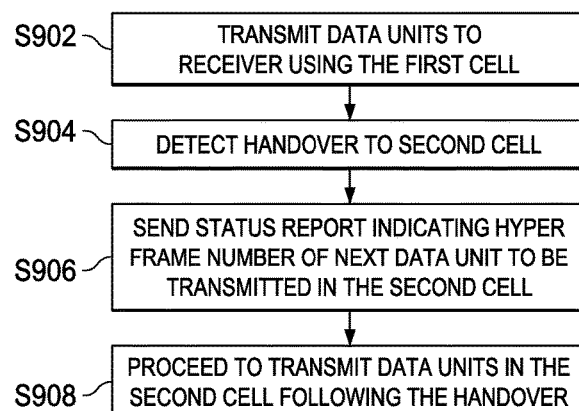 S902
TRANSMIT DATA UNITS TO
RECEIVER USING THE FIRST CELL
S904
DETECT HANDOVER TO SECOND CELL
S906
SEND STATUS REPORT INDICATING HYPER
FRAME NUMBER OF NEXT DATA UNIT TO BE
TRANSMITTED IN THE SECOND CELL
S908
PROCEED TO TRANSMIT DATA UNITS IN THE
SECOND CELL FOLLOWING THE HANDOVER